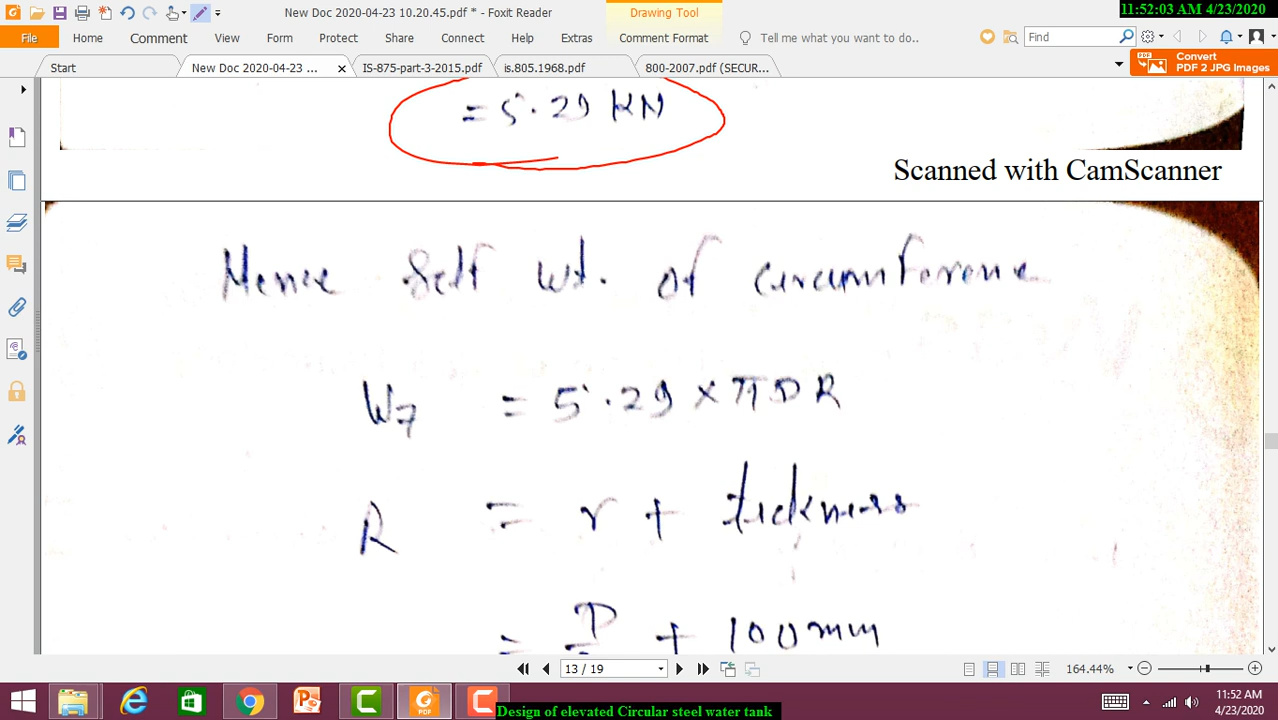 New Doc 2020-04-23 10.20.45.pdf * - Foxit Reader
Drawing Tool
11:52:03 AM 4/23/2020
File Home Comment View Form Protect Share Connect Help Extras Comment Format Tell me what you want to do.. Find
Start New Doc 2020-04-23 ... x IS-875-part-3-2015.pdf is.805.1968.pdf 800-2007.pdf (SECUR...
Convert
PDF 2 JPG Images
= 5.29 KN
Scanned with CamScanner
Hence Self wt. of circumference
W7 = 5.29 × π D R
R = r + tickness
= D + 100mm
13 / 19
164.44%
PDF
11:52 AM
4/23/2020
Design of elevated Circular steel water tank